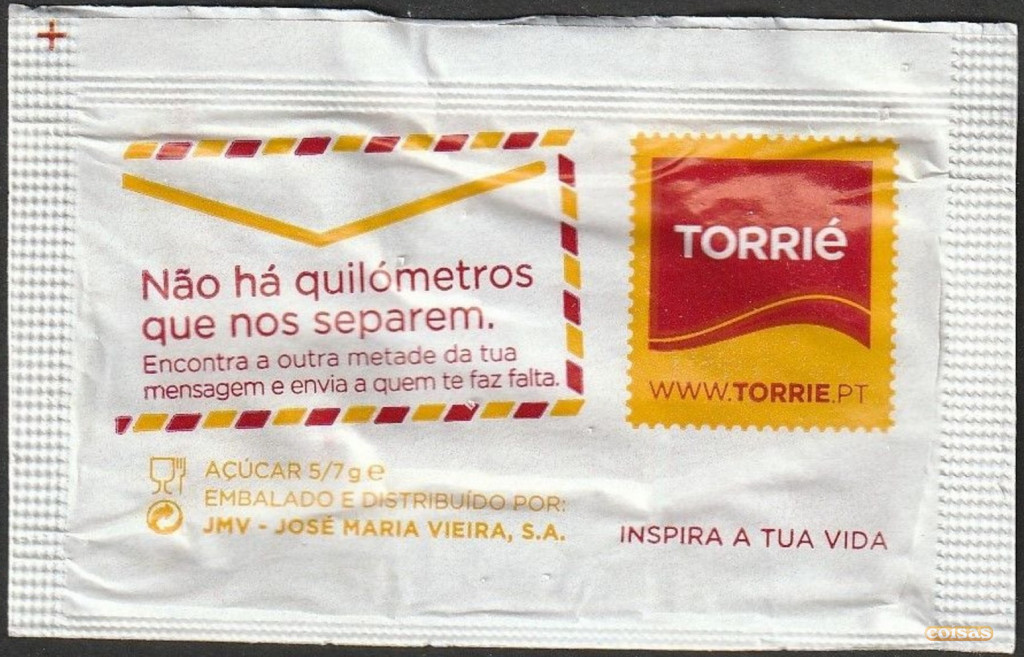 Não há quilómetros
que nos separem.
Encontra a outra metade da tua
mensagem e envia a quem te faz falta.
TORRIé
WWW.TORRIE.PT
AÇÚCAR 5/7 g e
EMBALADO E DISTRIBUÍDO POR:
JMV - JOSÉ MARIA VIEIRA, S.A.
INSPIRA A TUA VIDA
coisas